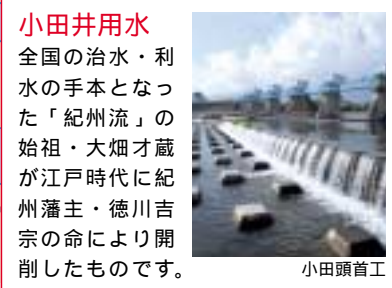 小田井用水
全国の治水・利
水の手本となっ
た「紀州流」の
始祖・大畑才蔵
が江戸時代に紀
州藩主・徳川吉
宗の命により開
削したものです。
小田頭首工